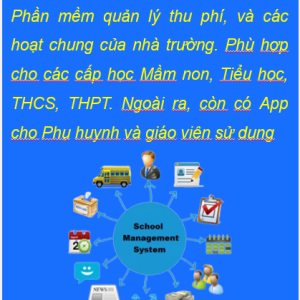 Phần mềm quản lý thu phí, và các
hoạt chung của nhà trường. Phù hợp
cho các cấp học Mầm non, Tiểu học,
THCS, THPT. Ngoài ra, còn có App
cho Phụ huynh và giáo viên sử dụng
School
Management
System
2
NEWS